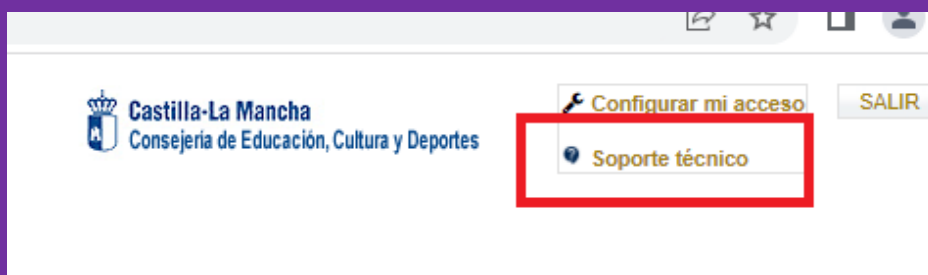 Castilla-La Mancha
Consejería de Educación, Cultura y Deportes
Configurar mi acceso
SALIR
Soporte técnico